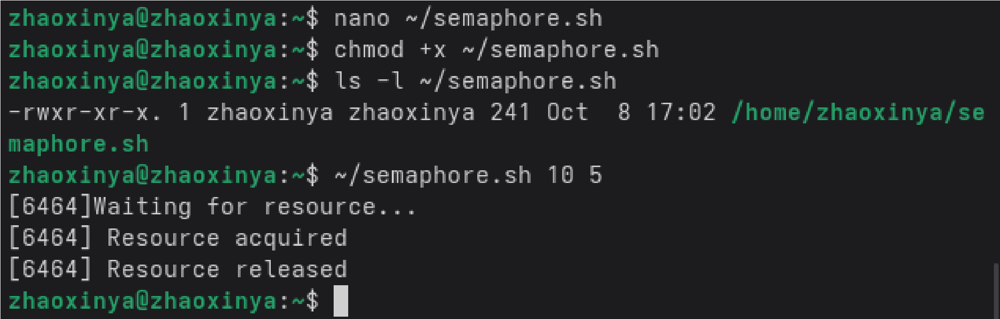 zhaoxinya@zhaoxinya:~$ nano ~/semaphore.sh
zhaoxinya@zhaoxinya:~$ chmod +x ~/semaphore.sh
zhaoxinya@zhaoxinya:~$ ls -l ~/semaphore.sh
-rwxr-xr-x. 1 zhaoxinya zhaoxinya 241 Oct  8 17:02 /home/zhaoxinya/se
maphore.sh
zhaoxinya@zhaoxinya:~$ ~/semaphore.sh 10 5
[6464]Waiting for resource...
[6464] Resource acquired
[6464] Resource released
zhaoxinya@zhaoxinya:~$